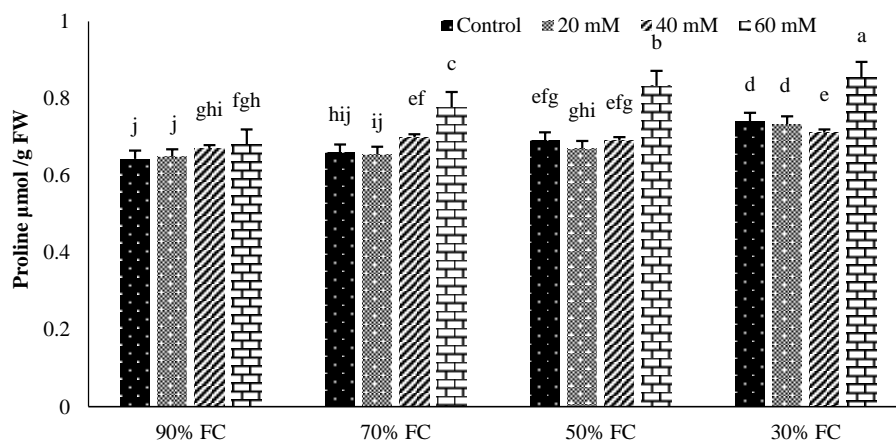 1
Control 20 mM 40 mM 60 mM
a
b
c
d d
e
efg ghi efg
hij ij ef
j j ghi fgh
0.8
0.6
0.4
0.2
0
Proline µmol /g FW
90% FC 70% FC 50% FC 30% FC